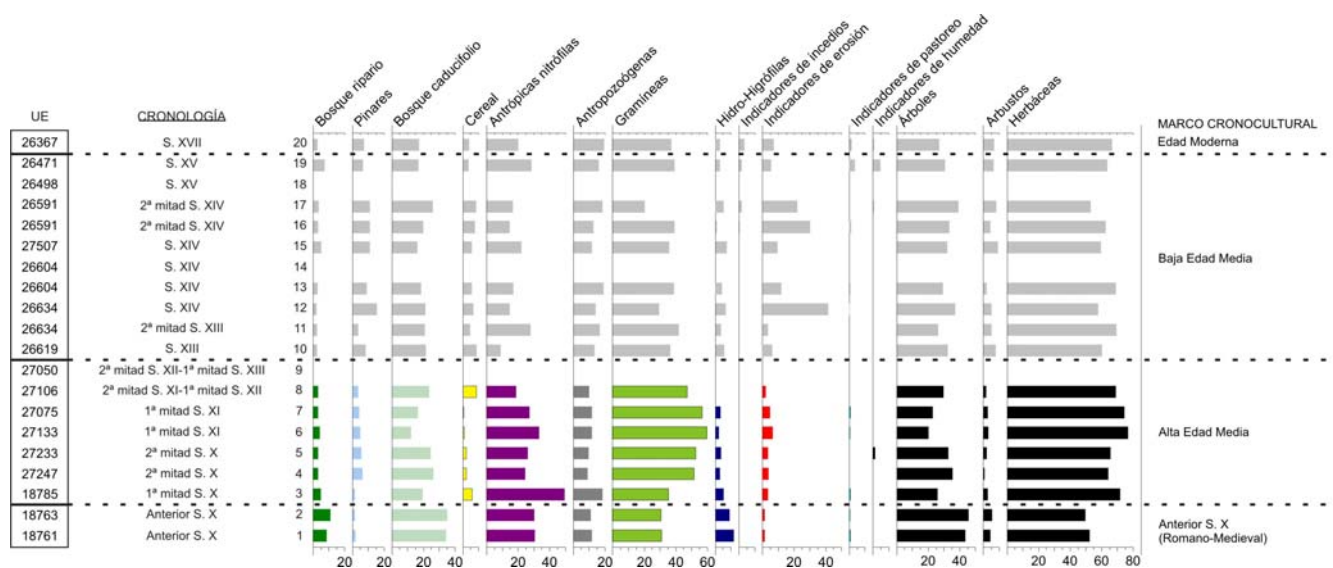 Bosque ripario
Pinares
Bosque caducifolio
Cereal
Antrópicas nitrófilas
Antropozoógenas
Gramíneas
Hidro-Higrófilas
Indicadores de incedios
Indicadores de erosión
Indicadores de pastoreo
Indicadores de humedad
Árboles
Arbustos
Herbáceas
UE CRONOLOGÍA MARCO CRONOCULTURAL
26367 S. XVII 20 Edad Moderna
26471 S. XV 19
26498 S. XV 18
26591 2ª mitad S. XIV 17
26591 2ª mitad S. XIV 16
27507 S. XIV 15
Baja Edad Media
26604 S. XIV 14
26604 S. XIV 13
26634 S. XIV 12
26634 2ª mitad S. XIII 11
26619 S. XIII 10
27050 2ª mitad S. XII-1ª mitad S. XIII 9
27106 2ª mitad S. XI-1ª mitad S. XII 8
27075 1ª mitad S. XI 7
27133 1ª mitad S. XI 6 Alta Edad Media
27233 2ª mitad S. X 5
27247 2ª mitad S. X 4
18785 1ª mitad S. X 3
18763 Anterior S. X 2
Anterior S. X
18761 Anterior S. X 1
(Romano-Medieval)
20 20 20 40 20 40 20 20 40 60 20 20 40 20 40 20 40 60 80